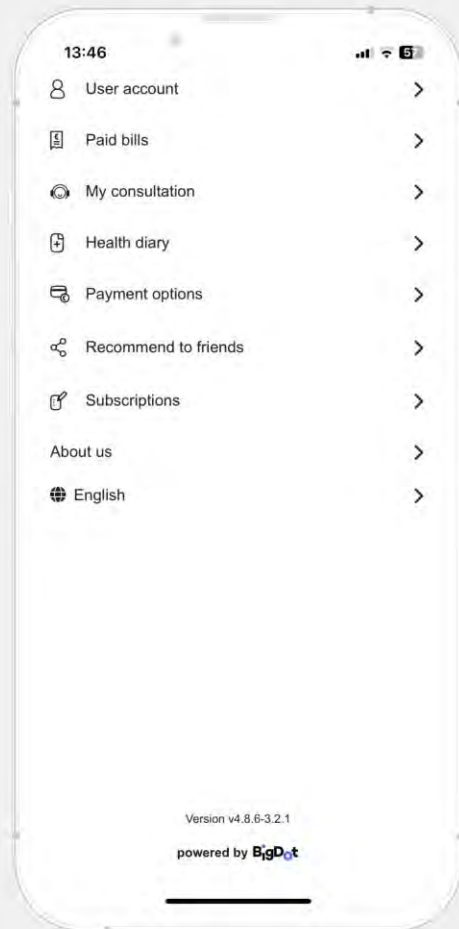 13:46
57
User account
Paid bills
My consultation
Health diary
Payment options
Recommend to friends
Subscriptions
About us
English
Version v4.8.6-3.2.1
powered by BigDot